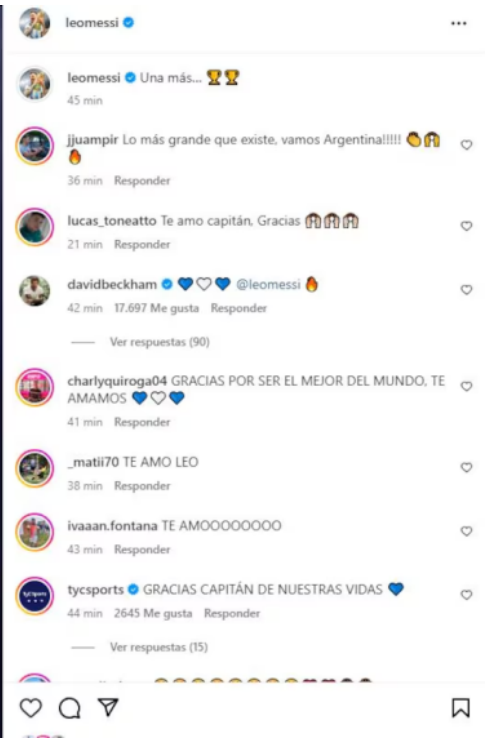 leomessi
leomessi Una más... 🏆🏆
45 min
jjuampir Lo más grande que existe, vamos Argentina!!!!! 👏🙌
🔥
36 min Responder
lucas_toneatto Te amo capitán, Gracias 🙌🙌🙌
21 min Responder
davidbeckham 💙🤍💙 @leomessi 🔥
42 min 17.697 Me gusta Responder
Ver respuestas (90)
charlyquiroga04 GRACIAS POR SER EL MEJOR DEL MUNDO, TE
AMAMOS 💙🤍💙
41 min Responder
_matii70 TE AMO LEO
38 min Responder
ivaaan.fontana TE AMOOOOOOOO
43 min Responder
TyCSports
tycsports GRACIAS CAPITÁN DE NUESTRAS VIDAS 💙
44 min 2645 Me gusta Responder
Ver respuestas (15)